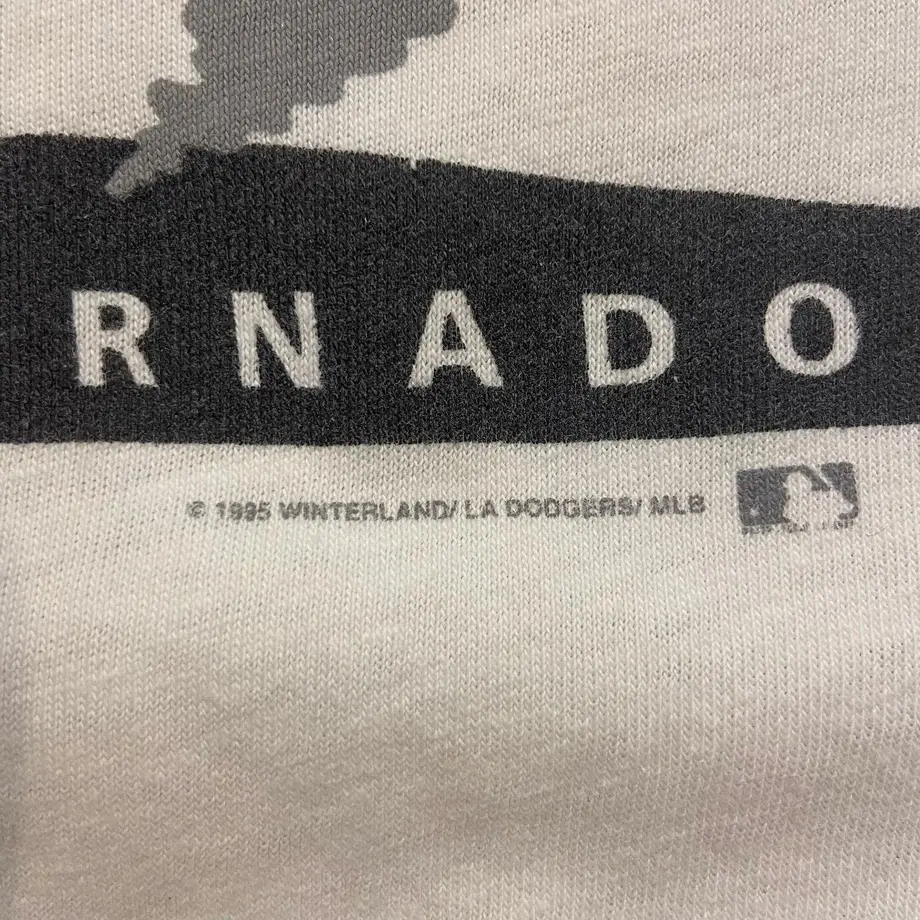 RNADO
© 1995 WINTERLAND/ LA DODGERS/ MLB